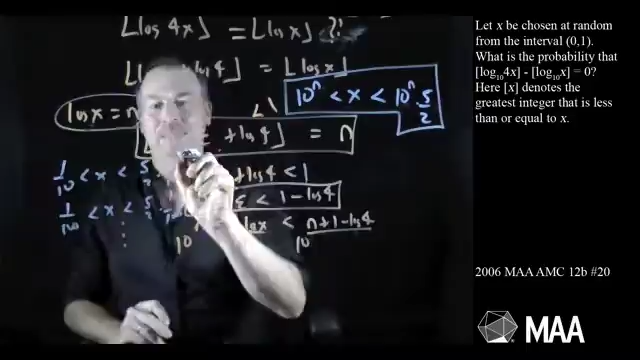 ⌊log 4x⌋ = ⌊log x⌋ ??
= ⌊log x⌋
log x = n
10ⁿ < x < 10ⁿ · 5/2
+ log 4⌋ = n
1/10 < x < 5/2
+ log 4 < 1
1/100 < x < 5/2
< 1 - log 4
log x < n + 1 - log 4
10 10
Let x be chosen at random
from the interval (0,1).
What is the probability that
[log₁₀4x] - [log₁₀x] = 0?
Here [x] denotes the
greatest integer that is less
than or equal to x.
2006 MAA AMC 12b #20
MAA